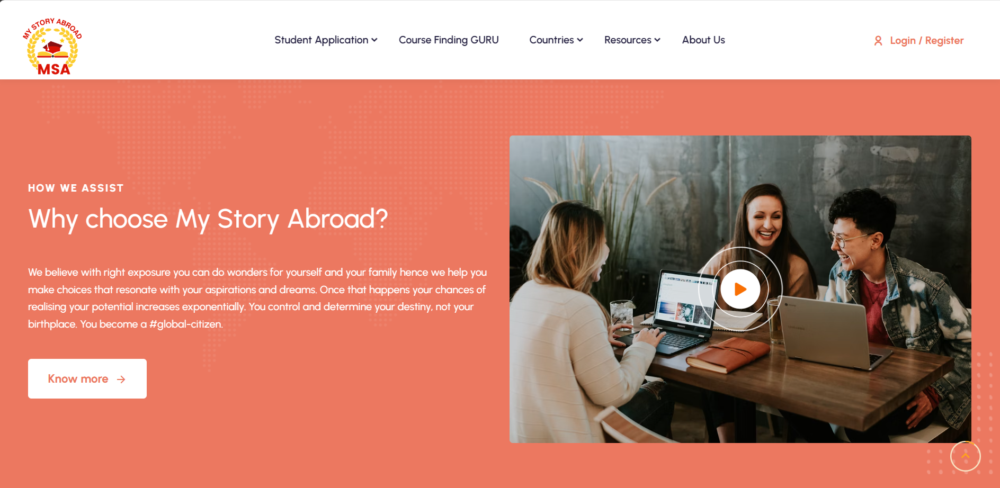 MY STORY ABROAD
MSA
Student Application
Course Finding GURU
Countries
Resources
About Us
Login / Register
HOW WE ASSIST
Why choose My Story Abroad?
We believe with right exposure you can do wonders for yourself and your family hence we help you
make choices that resonate with your aspirations and dreams. Once that happens your chances of
realising your potential increases exponentially. You control and determine your destiny, not your
birthplace. You become a #global-citizen.
Know more